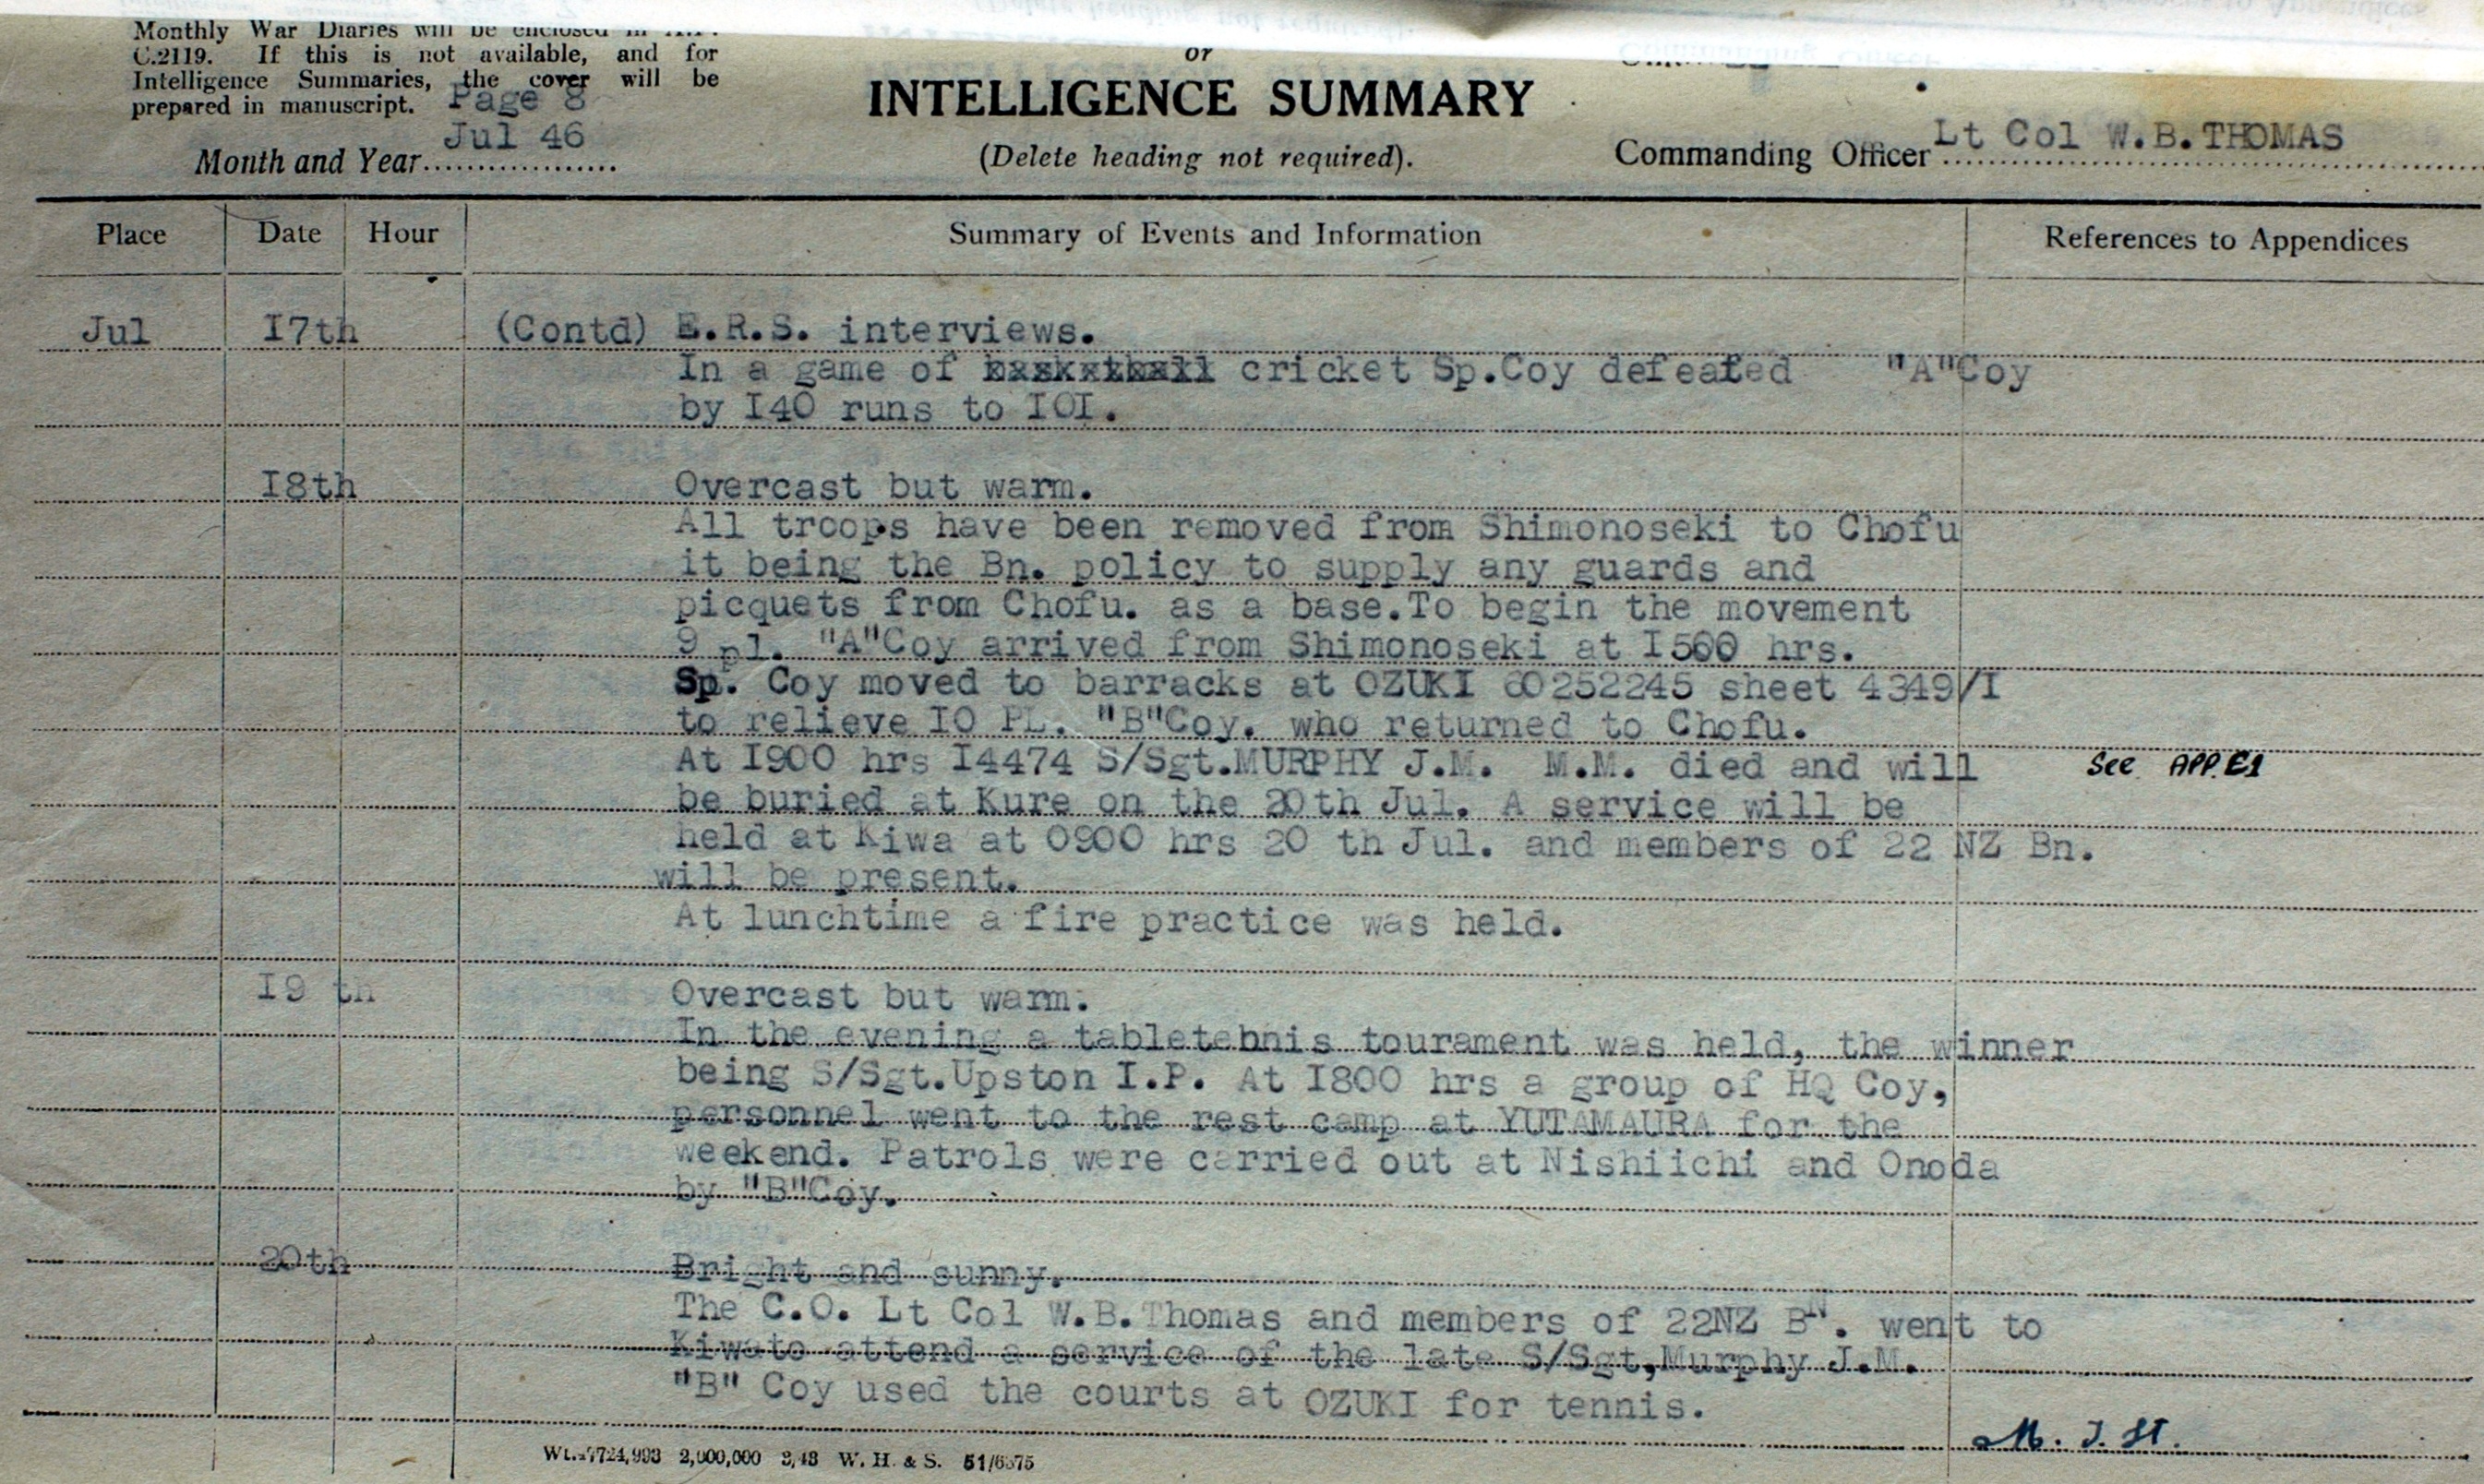 Monthly War Diaries will be enclosed in
C.2119. If this is not available, and for
Intelligence Summaries, the cover will be
prepared in manuscript. Page 8
Month and Year Jul 46
or
INTELLIGENCE SUMMARY
(Delete heading not required).
Commanding Officer Lt Col W.B.THOMAS
Place Date Hour Summary of Events and Information References to Appendices
Jul I7th (Contd) E.R.S. interviews.
In a game of cricket Sp.Coy defeated "A"Coy
by I40 runs to IOI.
I8th Overcast but warm.
All troops have been removed from Shimonoseki to Chofu
it being the Bn. policy to supply any guards and
picquets from Chofu. as a base.To begin the movement
9 pl. "A"Coy arrived from Shimonoseki at I500 hrs.
Sp. Coy moved to barracks at OZUKI 252245 sheet 4349/I
to relieve IO PL. "B"Coy. who returned to Chofu.
At I900 hrs I4474 S/Sgt.MURPHY J.M. M.M. died and will See APP.E1
be buried at Kure on the 20th Jul. A service will be
held at Kiwa at 0900 hrs 20 th Jul. and members of 22 NZ Bn.
will be present.
At lunchtime a fire practice was held.
I9 th Overcast but warm.
In the evening a tabletennis tourament was held, the winner
being S/Sgt.Upston I.P. At I800 hrs a group of HQ Coy,
personnel went to the rest camp at YUTAMAURA for the
weekend. Patrols were carried out at Nishiichi and Onoda
by "B"Coy.
20th Bright and sunny.
The C.O. Lt Col W.B.Thomas and members of 22NZ BN. went to
Kiwato attend a service of the late S/Sgt,Murphy J.M.
"B" Coy used the courts at OZUKI for tennis.
2,000,000 W. H. & S.